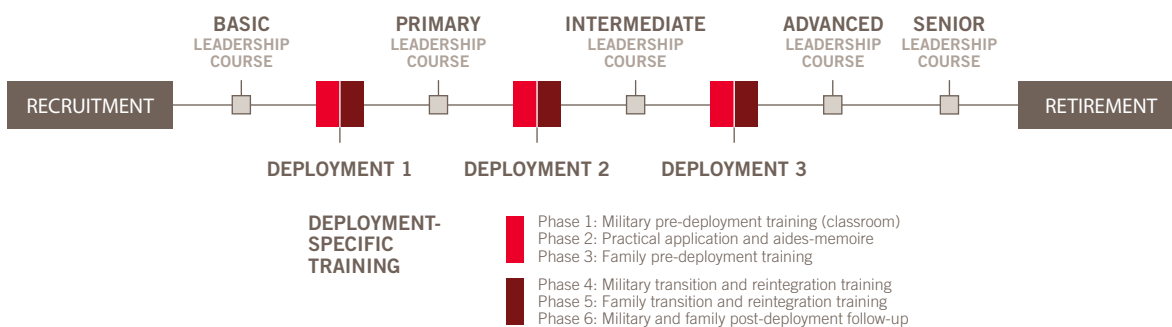 BASIC
LEADERSHIP
COURSE
PRIMARY
LEADERSHIP
COURSE
INTERMEDIATE
LEADERSHIP
COURSE
ADVANCED
LEADERSHIP
COURSE
SENIOR
LEADERSHIP
COURSE
RECRUITMENT
RETIREMENT
DEPLOYMENT 1
DEPLOYMENT 2
DEPLOYMENT 3
DEPLOYMENT-
SPECIFIC
TRAINING
Phase 1: Military pre-deployment training (classroom)
Phase 2: Practical application and aides-memoire
Phase 3: Family pre-deployment training
Phase 4: Military transition and reintegration training
Phase 5: Family transition and reintegration training
Phase 6: Military and family post-deployment follow-up